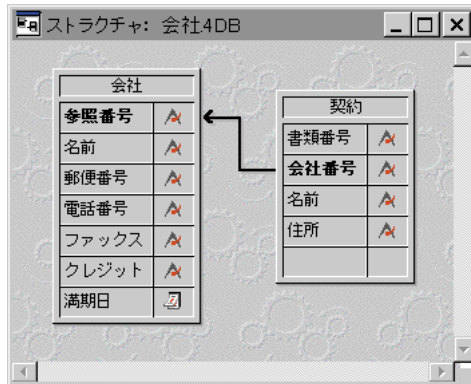 ストラクチャ: 会社4DB
会社
参照番号
名前
郵便番号
電話番号
ファックス
クレジット
満期日
契約
書類番号
会社番号
名前
住所